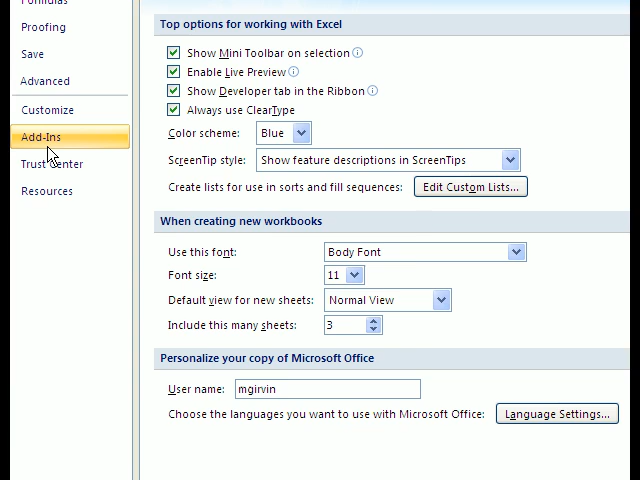 Formulas
Proofing
Save
Advanced
Customize
Add-Ins
Trust Center
Resources
Top options for working with Excel
Show Mini Toolbar on selection
Enable Live Preview
Show Developer tab in the Ribbon
Always use ClearType
Color scheme: Blue
ScreenTip style: Show feature descriptions in ScreenTips
Create lists for use in sorts and fill sequences: Edit Custom Lists...
When creating new workbooks
Use this font: Body Font
Font size: 11
Default view for new sheets: Normal View
Include this many sheets: 3
Personalize your copy of Microsoft Office
User name: mgirvin
Choose the languages you want to use with Microsoft Office: Language Settings...